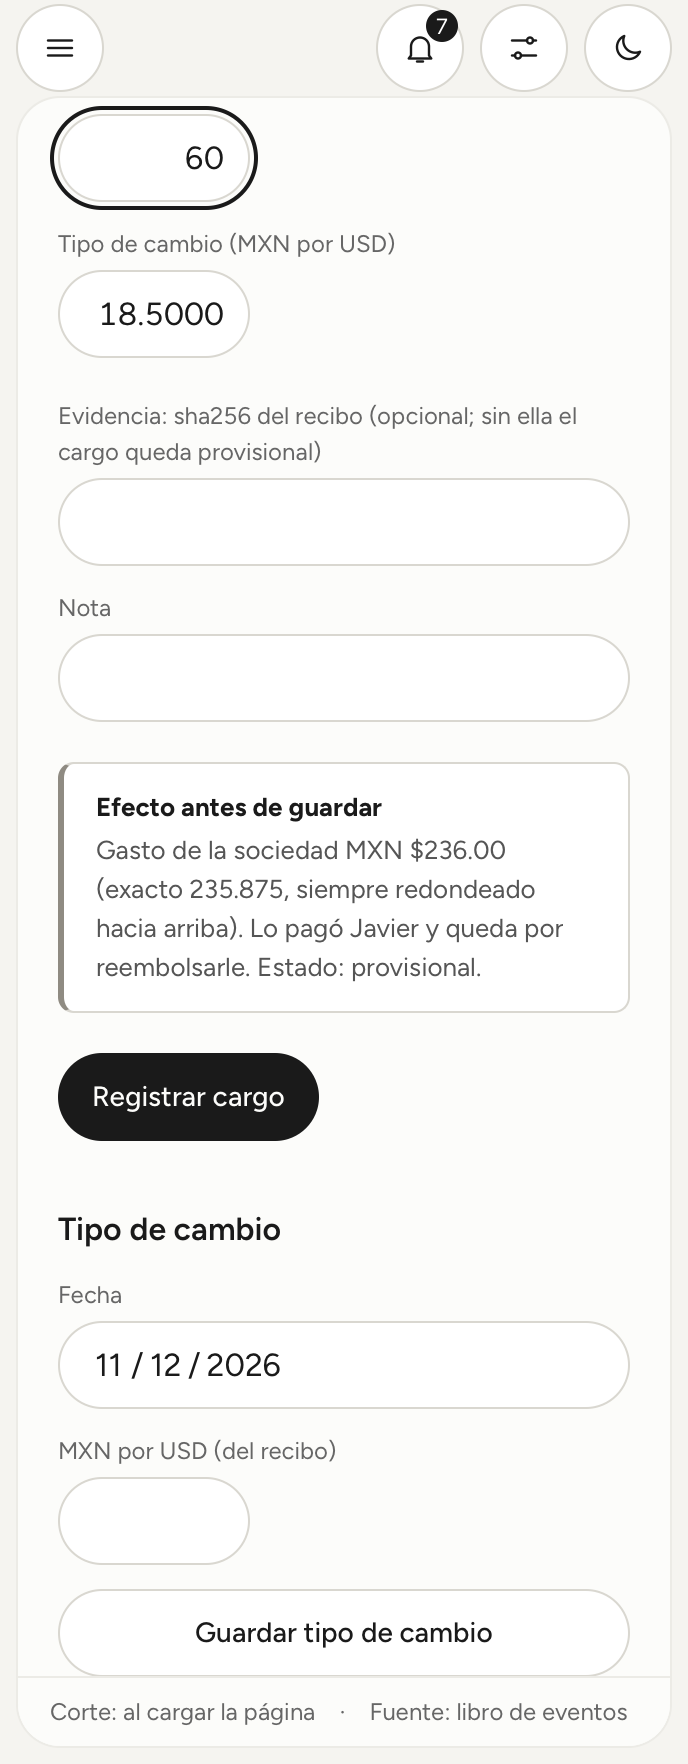 7
60
Tipo de cambio (MXN por USD)
18.5000
Evidencia: sha256 del recibo (opcional; sin ella el
cargo queda provisional)
Nota
Efecto antes de guardar
Gasto de la sociedad MXN $236.00
(exacto 235.875, siempre redondeado
hacia arriba). Lo pagó Javier y queda por
reembolsarle. Estado: provisional.
Registrar cargo
Tipo de cambio
Fecha
11 / 12 / 2026
MXN por USD (del recibo)
Guardar tipo de cambio
Corte: al cargar la página · Fuente: libro de eventos